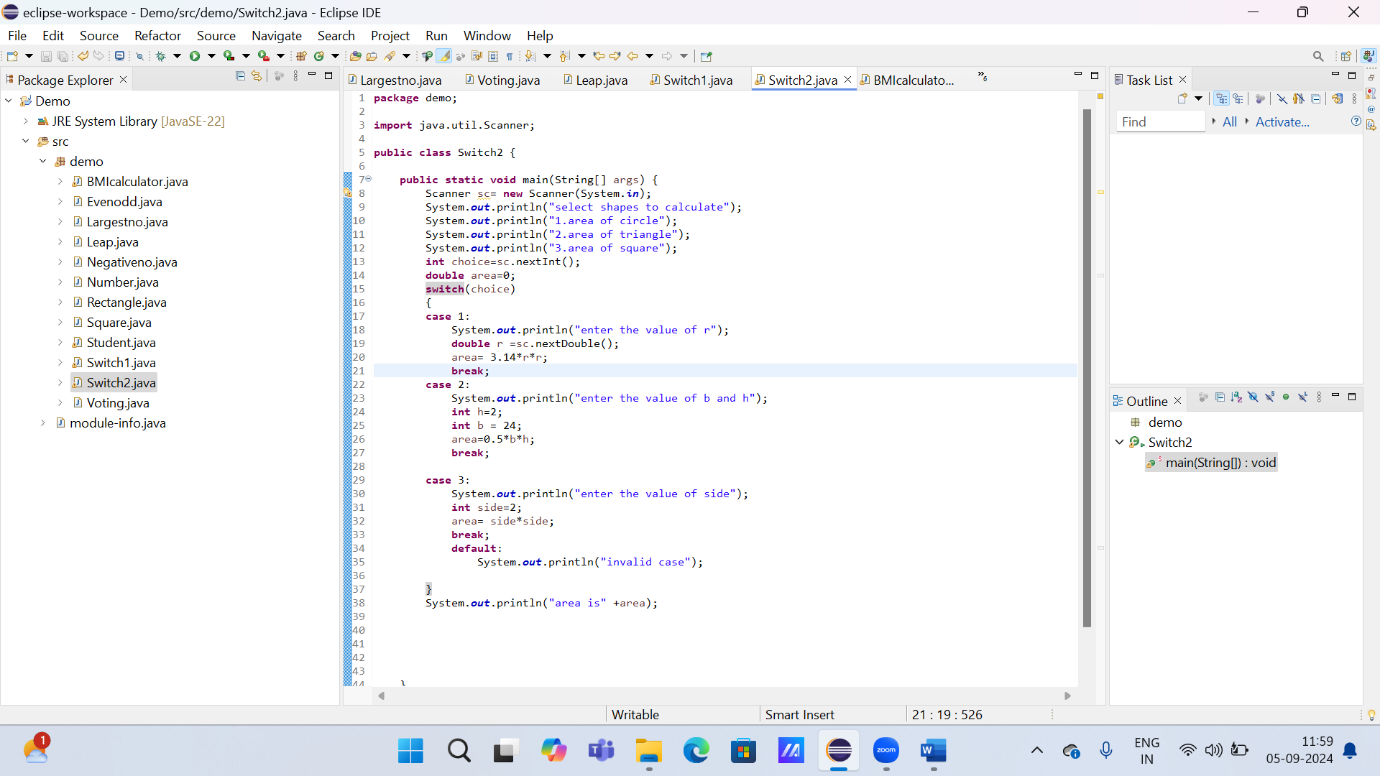 eclipse-workspace - Demo/src/demo/Switch2.java - Eclipse IDE
File Edit Source Refactor Source Navigate Search Project Run Window Help
Package Explorer
Demo
JRE System Library [JavaSE-22]
src
demo
BMIcalculator.java
Evenodd.java
Largestno.java
Leap.java
Negativeno.java
Number.java
Rectangle.java
Square.java
Student.java
Switch1.java
Switch2.java
Voting.java
module-info.java
Largestno.java Voting.java Leap.java Switch1.java Switch2.java BMIcalculato... »6
1 package demo;
2
3 import java.util.Scanner;
4
5 public class Switch2 {
6
7 public static void main(String[] args) {
8 Scanner sc= new Scanner(System.in);
9 System.out.println("select shapes to calculate");
10 System.out.println("1.area of circle");
11 System.out.println("2.area of triangle");
12 System.out.println("3.area of square");
13 int choice=sc.nextInt();
14 double area=0;
15 switch(choice)
16 {
17 case 1:
18 System.out.println("enter the value of r");
19 double r =sc.nextDouble();
20 area= 3.14*r*r;
21 break;
22 case 2:
23 System.out.println("enter the value of b and h");
24 int h=2;
25 int b = 24;
26 area=0.5*b*h;
27 break;
28
29 case 3:
30 System.out.println("enter the value of side");
31 int side=2;
32 area= side*side;
33 break;
34 default:
35 System.out.println("invalid case");
36
37 }
38 System.out.println("area is" +area);
39
40
41
42
43
44 }
Task List
Find All Activate...
Outline
demo
Switch2
main(String[]) : void
Writable Smart Insert 21 : 19 : 526
1
zoom
ENG
IN
11:59
05-09-2024